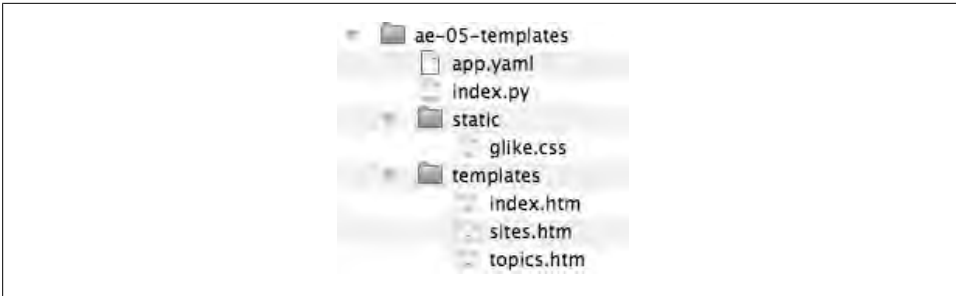 ae-05-templates
app.yaml
index.py
static
glike.css
templates
index.htm
sites.htm
topics.htm